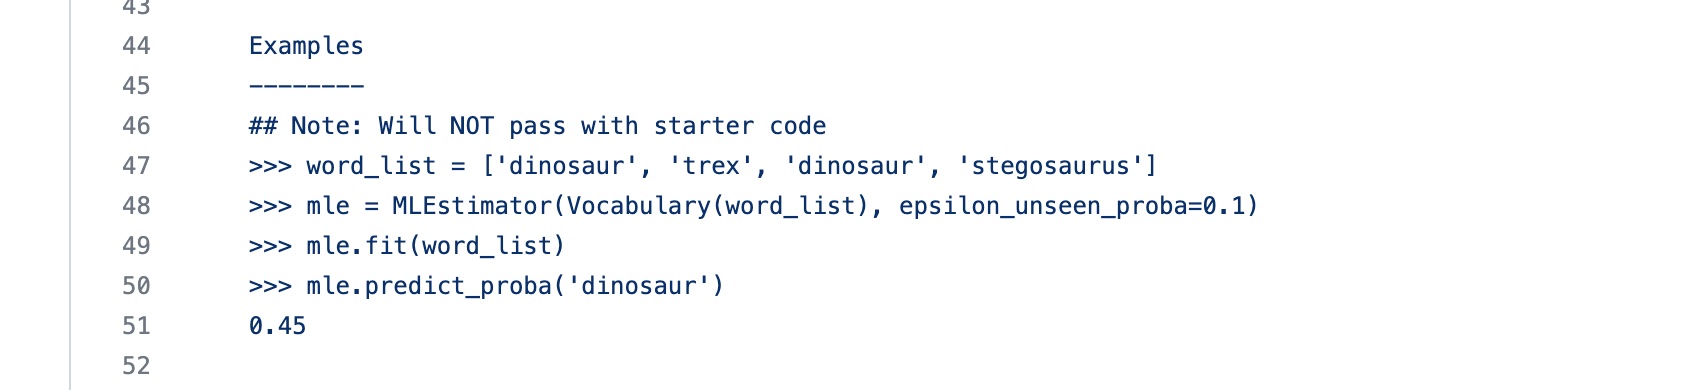 43
44 Examples
45 --------
46 ## Note: Will NOT pass with starter code
47 >>> word_list = ['dinosaur', 'trex', 'dinosaur', 'stegosaurus']
48 >>> mle = MLEstimator(Vocabulary(word_list), epsilon_unseen_proba=0.1)
49 >>> mle.fit(word_list)
50 >>> mle.predict_proba('dinosaur')
51 0.45
52